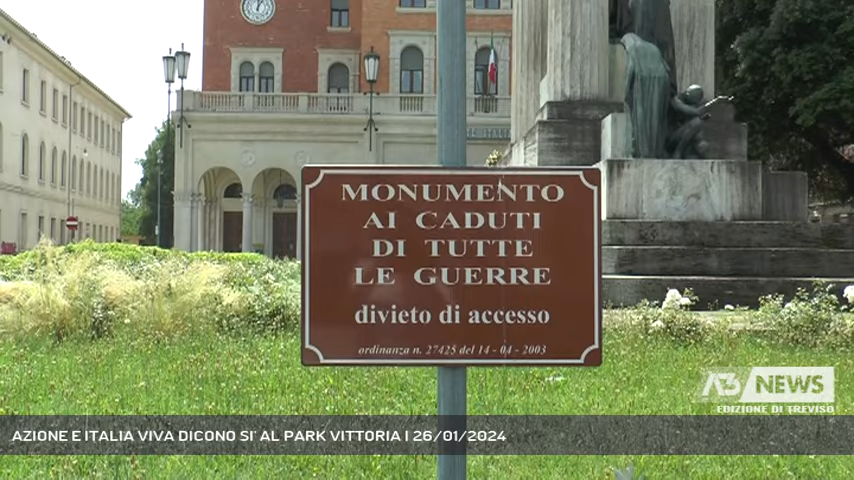 MONUMENTO
AI CADUTI
DI TUTTE
LE GUERRE
divieto di accesso
ordinanza n. 27425 del 14 - 04 - 2003
NEWS
EDIZIONE DI TREVISO
AZIONE E ITALIA VIVA DICONO SI' AL PARK VITTORIA | 26/01/2024